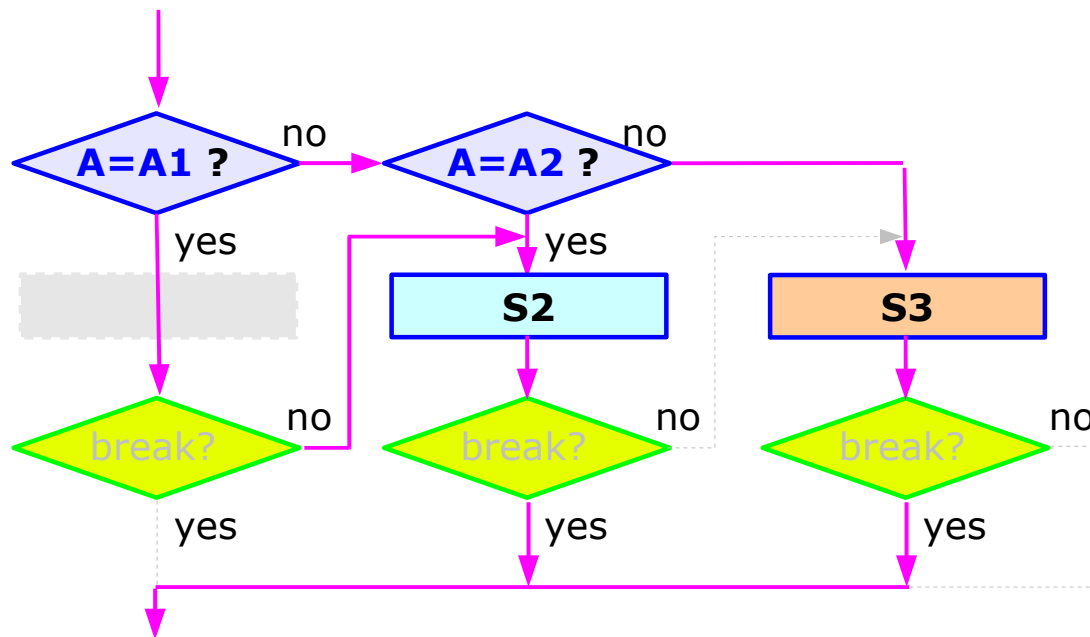 no
no
A=A1 ?
A=A2 ?
yes
yes
S2
S3
no
no
no
break?
break?
break?
yes
yes
yes